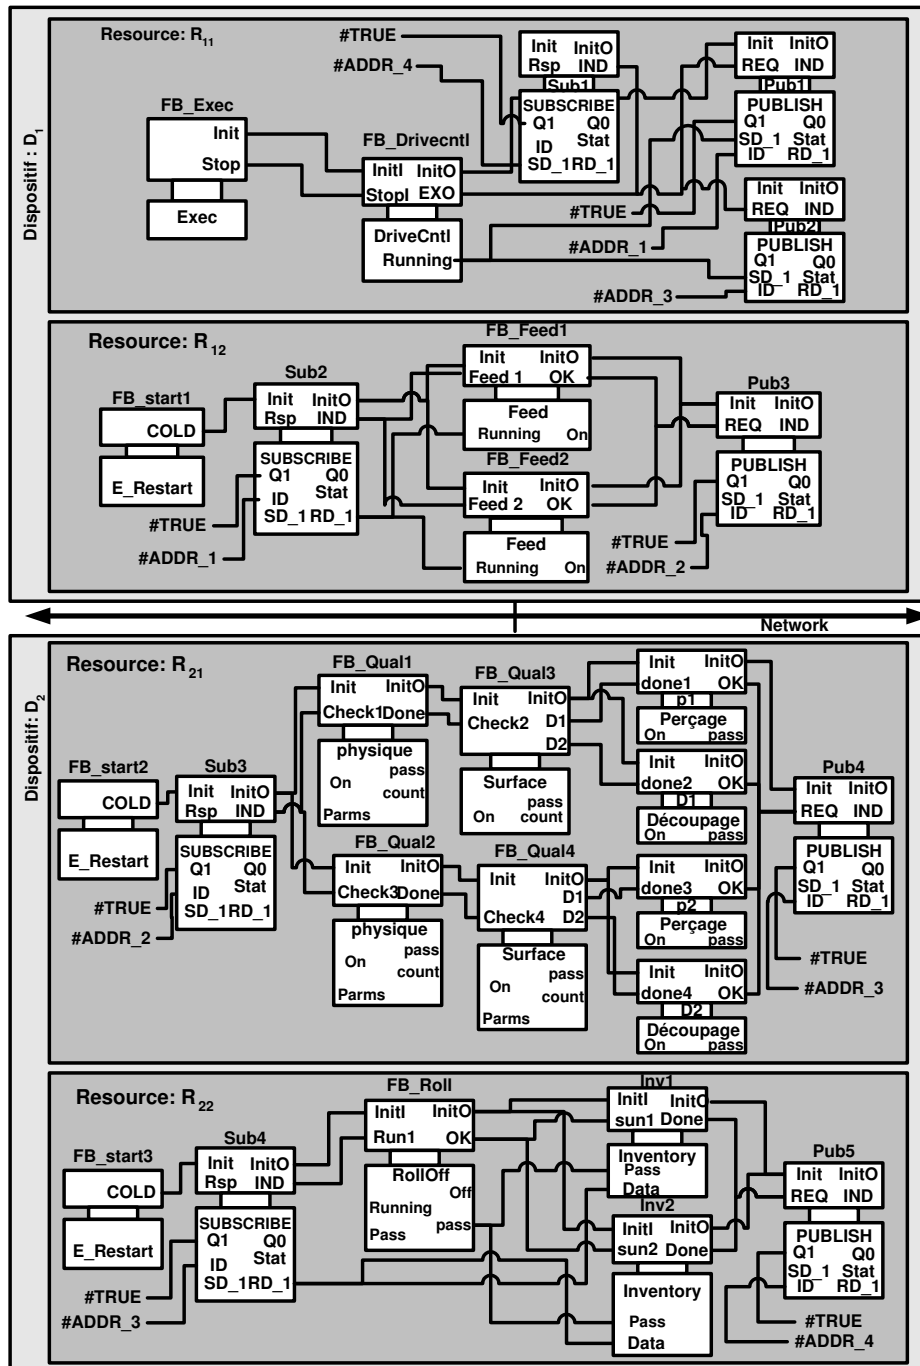 Dispositif : D1
Resource: R11
#TRUE
#ADDR_4
FB_Exec
Init
Stop
Exec
FB_Drivecntl
InitI InitO
StopI EXO
DriveCntl
Running
Init InitO
Rsp IND
Sub1
SUBSCRIBE
Q1 Q0
ID Stat
SD_1 RD_1
Init InitO
REQ IND
Pub1
PUBLISH
Q1 Q0
SD_1 Stat
ID RD_1
#TRUE
#ADDR_1
Init InitO
REQ IND
Pub2
PUBLISH
Q1 Q0
SD_1 Stat
ID RD_1
#ADDR_3
Resource: R12
FB_start1
COLD
E_Restart
Sub2
Init InitO
Rsp IND
SUBSCRIBE
Q1 Q0
ID Stat
SD_1 RD_1
#TRUE
#ADDR_1
FB_Feed1
Init InitO
Feed 1 OK
Feed
Running On
FB_Feed2
Init InitO
Feed 2 OK
Feed
Running On
Pub3
Init InitO
REQ IND
PUBLISH
Q1 Q0
SD_1 Stat
ID RD_1
#TRUE
#ADDR_2
Network
Dispositif: D2
Resource: R21
FB_start2
COLD
E_Restart
Sub3
Init InitO
Rsp IND
SUBSCRIBE
Q1 Q0
ID Stat
SD_1 RD_1
#TRUE
#ADDR_2
FB_Qual1
Init InitO
Check1 Done
physique
On pass
count
Parms
FB_Qual2
Init InitO
Check3 Done
physique
On pass
count
Parms
FB_Qual3
Init InitO
Check2 D1
D2
Surface
pass
On count
FB_Qual4
Init InitO
D1
Check4 D2
Surface
On pass
count
Parms
Init InitO
done1 OK
p1
Perçage
On pass
Init InitO
done2 OK
D1
Découpage
On pass
Init InitO
done3 OK
p2
Perçage
On pass
Init InitO
done4 OK
D2
Découpage
On pass
Pub4
Init InitO
REQ IND
PUBLISH
Q1 Q0
SD_1 Stat
ID RD_1
#TRUE
#ADDR_3
Resource: R22
FB_start3
COLD
E_Restart
Sub4
Init InitO
Rsp IND
SUBSCRIBE
Q1 Q0
ID Stat
SD_1 RD_1
#TRUE
#ADDR_3
FB_Roll
InitI InitO
Run1 OK
RollOff
Off
Running
pass
Pass
Inv1
InitI InitO
sun1 Done
Inventory
Pass
Data
Inv2
InitI InitO
sun2 Done
Inventory
Pass
Data
Pub5
Init InitO
REQ IND
PUBLISH
Q1 Q0
SD_1 Stat
ID RD_1
#TRUE
#ADDR_4